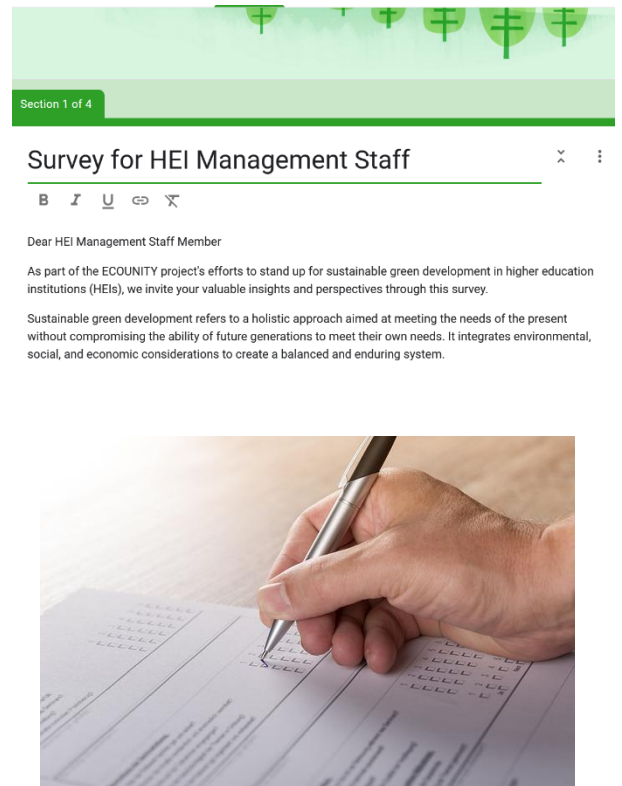 Section 1 of 4
Survey for HEI Management Staff
B I U
Dear HEI Management Staff Member
As part of the ECOUNITY project's efforts to stand up for sustainable green development in higher education
institutions (HEIs), we invite your valuable insights and perspectives through this survey.
Sustainable green development refers to a holistic approach aimed at meeting the needs of the present
without compromising the ability of future generations to meet their own needs. It integrates environmental,
social, and economic considerations to create a balanced and enduring system.